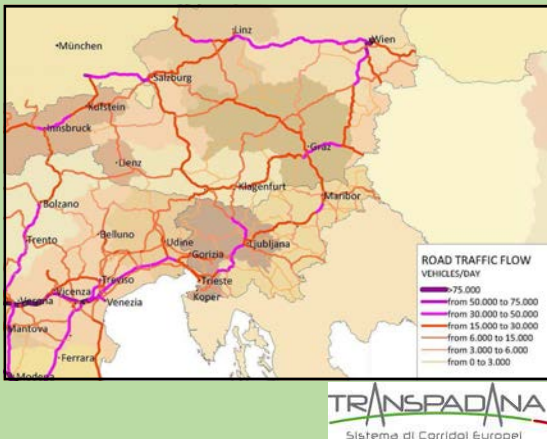 Linz
München
Wien
Salzburg
Kufstein
Innsbruck
Graz
Lienz
Klagenfurt
Maribor
Bolzano
Trento
Belluno
Udine
Gorizia
Ljubljana
Vicenza
Treviso
Trieste
Verona
Venezia
Koper
Mantova
Ferrara
Modena
ROAD TRAFFIC FLOW
VEHICLES/DAY
>75.000
from 50.000 to 75.000
from 30.000 to 50.000
from 15.000 to 30.000
from 6.000 to 15.000
from 3.000 to 6.000
from 0 to 3.000
TRANSPADANA
Sistema di Corridoi Europei